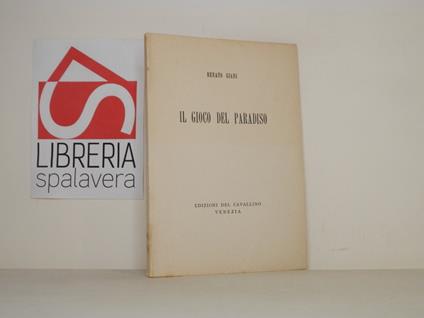 LIBRERIA
spalavera
RENATO GIANI
IL GIOCO DEL PARADISO
EDIZIONI DEL CAVALLINO
VENEZIA